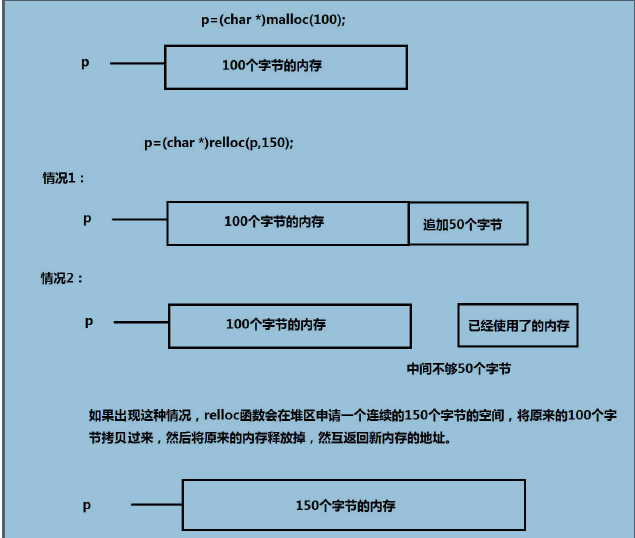 p=(char *)malloc(100);
p 100个字节的内存
p=(char *)relloc(p,150);
情况1：
p 100个字节的内存 追加50个字节
情况2：
p 100个字节的内存 已经使用了的内存
中间不够50个字节
如果出现这种情况，relloc函数会在堆区申请一个连续的150个字节的空间，将原来的100个字
节拷贝过来，然后将原来的内存释放掉，然互返回新内存的地址。
p 150个字节的内存